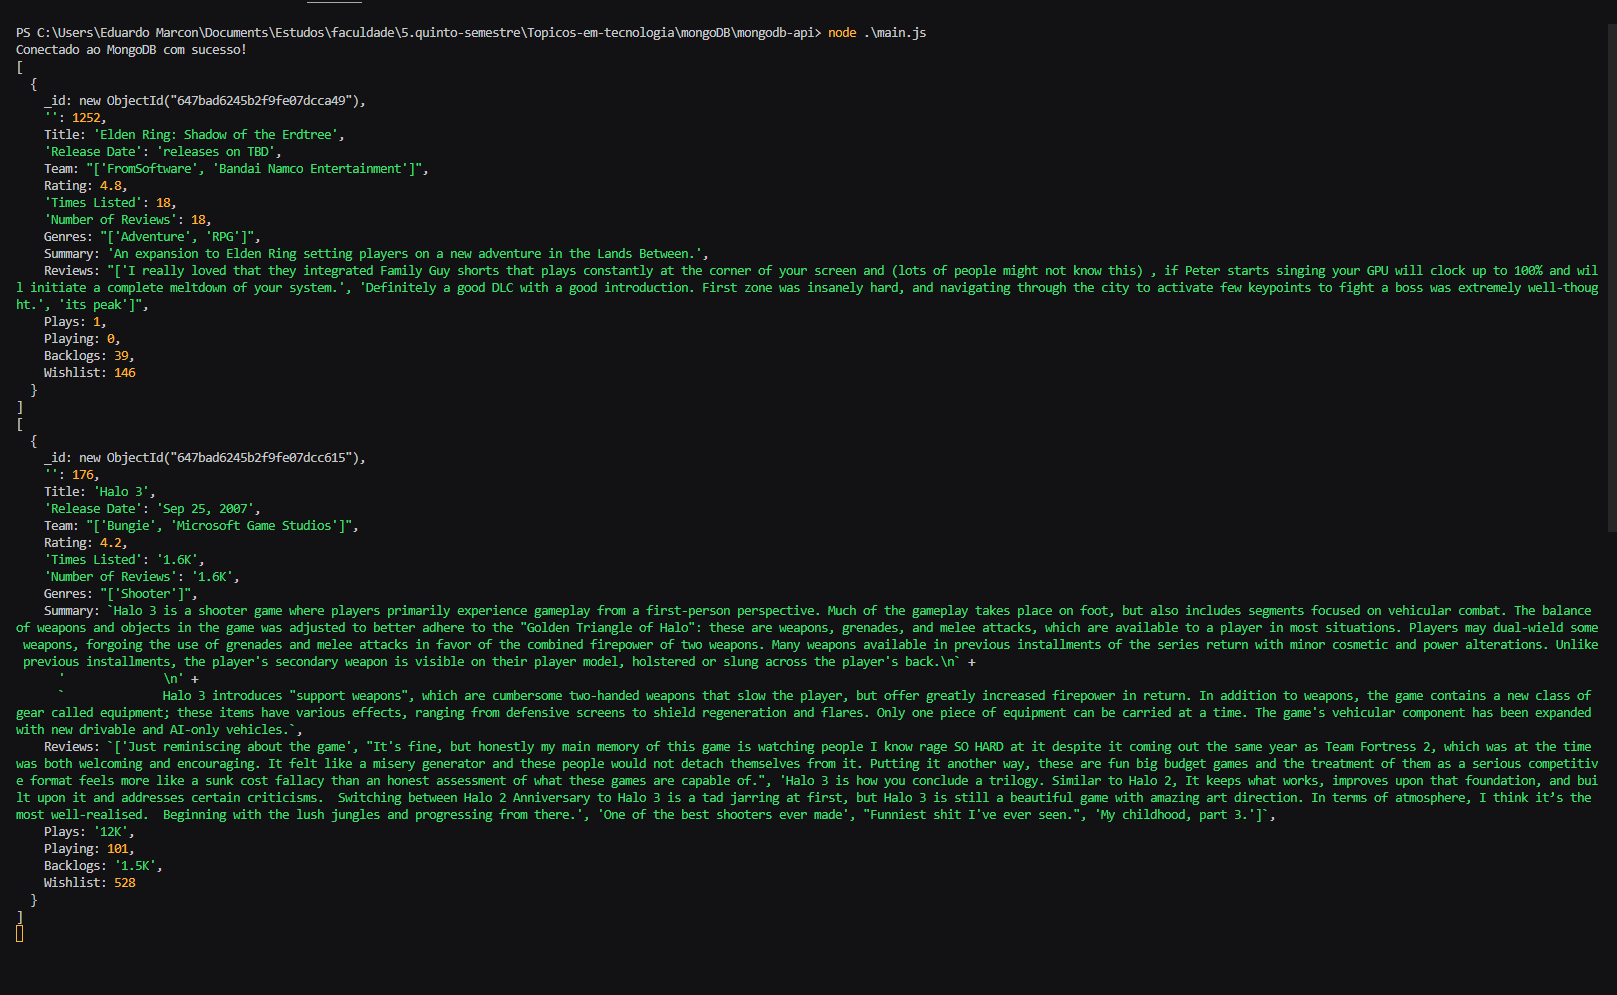 PS C:\Users\Eduardo Marcon\Documents\Estudos\faculdade\5.quinto-semestre\Topicos-em-tecnologia\mongoDB\mongodb-api> node .\main.js
Conectado ao MongoDB com sucesso!
[
  {
    _id: new ObjectId("647bad6245b2f9fe07dcca49"),
    '': 1252,
    Title: 'Elden Ring: Shadow of the Erdtree',
    'Release Date': 'releases on TBD',
    Team: "['FromSoftware', 'Bandai Namco Entertainment']",
    Rating: 4.8,
    'Times Listed': 18,
    'Number of Reviews': 18,
    Genres: "['Adventure', 'RPG']",
    Summary: 'An expansion to Elden Ring setting players on a new adventure in the Lands Between.',
    Reviews: "['I really loved that they integrated Family Guy shorts that plays constantly at the corner of your screen and (lots of people might not know this) , if Peter starts singing your GPU will clock up to 100% and wil
l initiate a complete meltdown of your system.', 'Definitely a good DLC with a good introduction. First zone was insanely hard, and navigating through the city to activate few keypoints to fight a boss was extremely well-thoug
ht.', 'its peak']",
    Plays: 1,
    Playing: 0,
    Backlogs: 39,
    Wishlist: 146
  }
]
[
  {
    _id: new ObjectId("647bad6245b2f9fe07dcc615"),
    '': 176,
    Title: 'Halo 3',
    'Release Date': 'Sep 25, 2007',
    Team: "['Bungie', 'Microsoft Game Studios']",
    Rating: 4.2,
    'Times Listed': '1.6K',
    'Number of Reviews': '1.6K',
    Genres: "['Shooter']",
    Summary: `Halo 3 is a shooter game where players primarily experience gameplay from a first-person perspective. Much of the gameplay takes place on foot, but also includes segments focused on vehicular combat. The balance
of weapons and objects in the game was adjusted to better adhere to the "Golden Triangle of Halo": these are weapons, grenades, and melee attacks, which are available to a player in most situations. Players may dual-wield some
 weapons, forgoing the use of grenades and melee attacks in favor of the combined firepower of two weapons. Many weapons available in previous installments of the series return with minor cosmetic and power alterations. Unlike
 previous installments, the player's secondary weapon is visible on their player model, holstered or slung across the player's back.\n` +
      '              \n' +
      `              Halo 3 introduces "support weapons", which are cumbersome two-handed weapons that slow the player, but offer greatly increased firepower in return. In addition to weapons, the game contains a new class of
gear called equipment; these items have various effects, ranging from defensive screens to shield regeneration and flares. Only one piece of equipment can be carried at a time. The game's vehicular component has been expanded
with new drivable and AI-only vehicles.`,
    Reviews: `['Just reminiscing about the game', "It's fine, but honestly my main memory of this game is watching people I know rage SO HARD at it despite it coming out the same year as Team Fortress 2, which was at the time
was both welcoming and encouraging. It felt like a misery generator and these people would not detach themselves from it. Putting it another way, these are fun big budget games and the treatment of them as a serious competitiv
e format feels more like a sunk cost fallacy than an honest assessment of what these games are capable of.", 'Halo 3 is how you conclude a trilogy. Similar to Halo 2, It keeps what works, improves upon that foundation, and bui
lt upon it and addresses certain criticisms.  Switching between Halo 2 Anniversary to Halo 3 is a tad jarring at first, but Halo 3 is still a beautiful game with amazing art direction. In terms of atmosphere, I think it’s the
most well-realised.  Beginning with the lush jungles and progressing from there.', 'One of the best shooters ever made', "Funniest shit I've ever seen.", 'My childhood, part 3.']`,
    Plays: '12K',
    Playing: 101,
    Backlogs: '1.5K',
    Wishlist: 528
  }
]